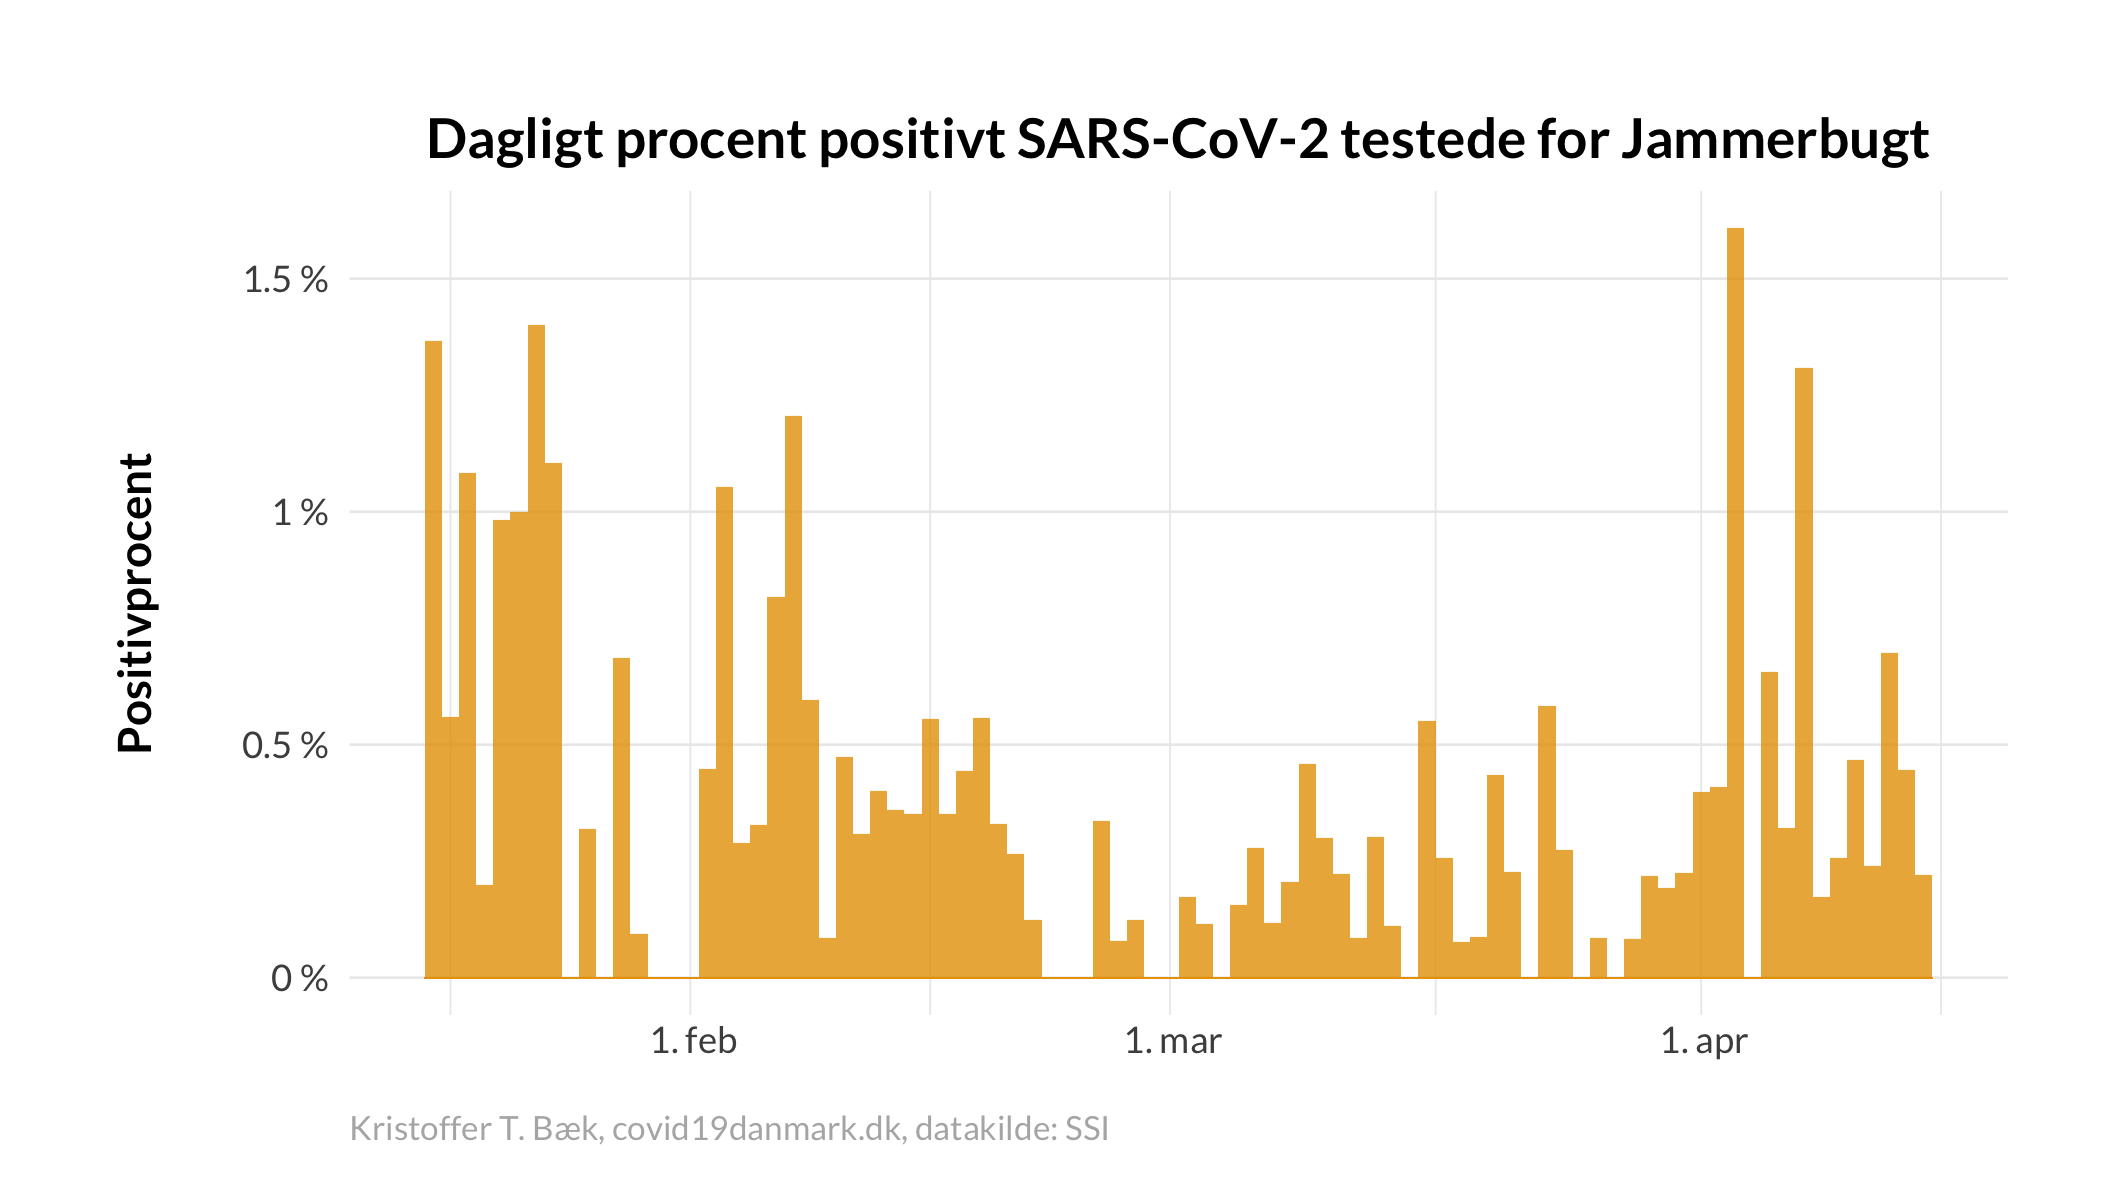 Dagligt procent positivt SARS-CoV-2 testede for Jammerbugt
Positivprocent
1.5 %
1 %
0.5 %
0 %
1. feb
1. mar
1. apr
Kristoffer T. Bæk, covid19danmark.dk, datakilde: SSI